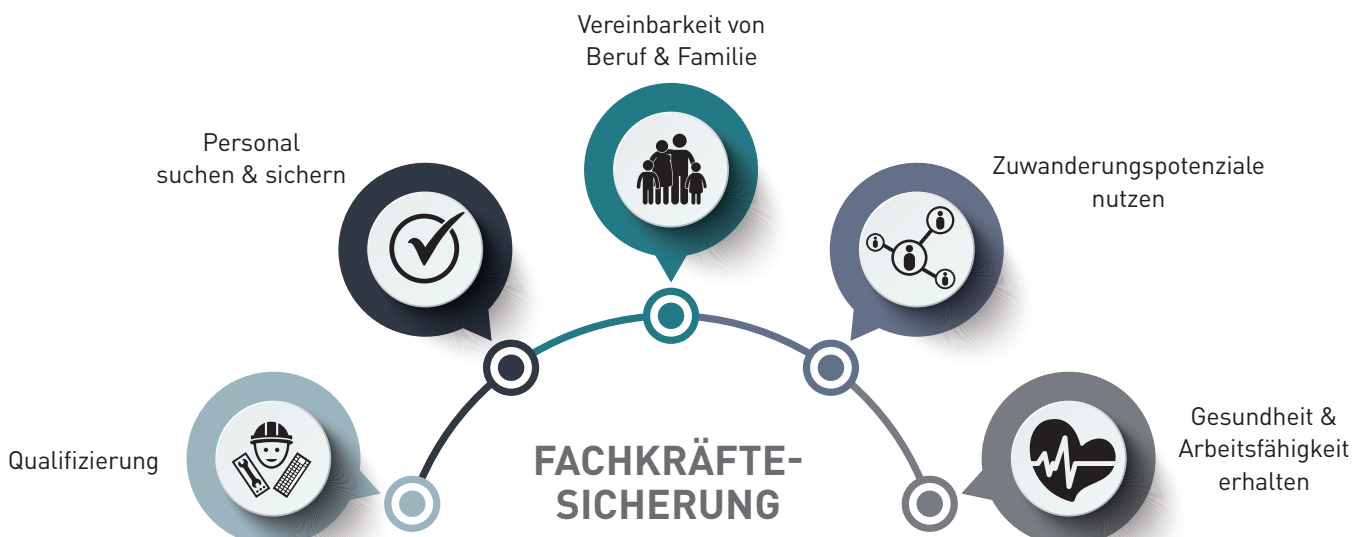 Vereinbarkeit von
Beruf & Familie
Personal
suchen & sichern
Zuwanderungspotenziale
nutzen
Qualifizierung
FACHKRÄFTE-
SICHERUNG
Gesundheit &
Arbeitsfähigkeit
erhalten